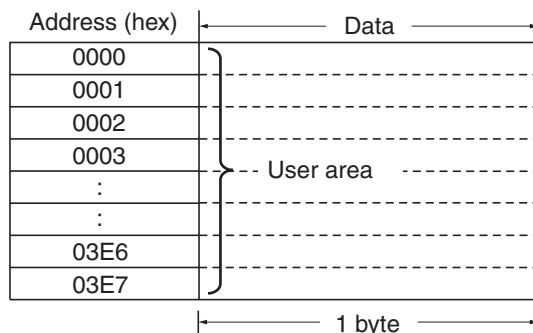 Address (hex) Data
0000
0001
0002
0003
:
User area
:
03E6
03E7
1 byte